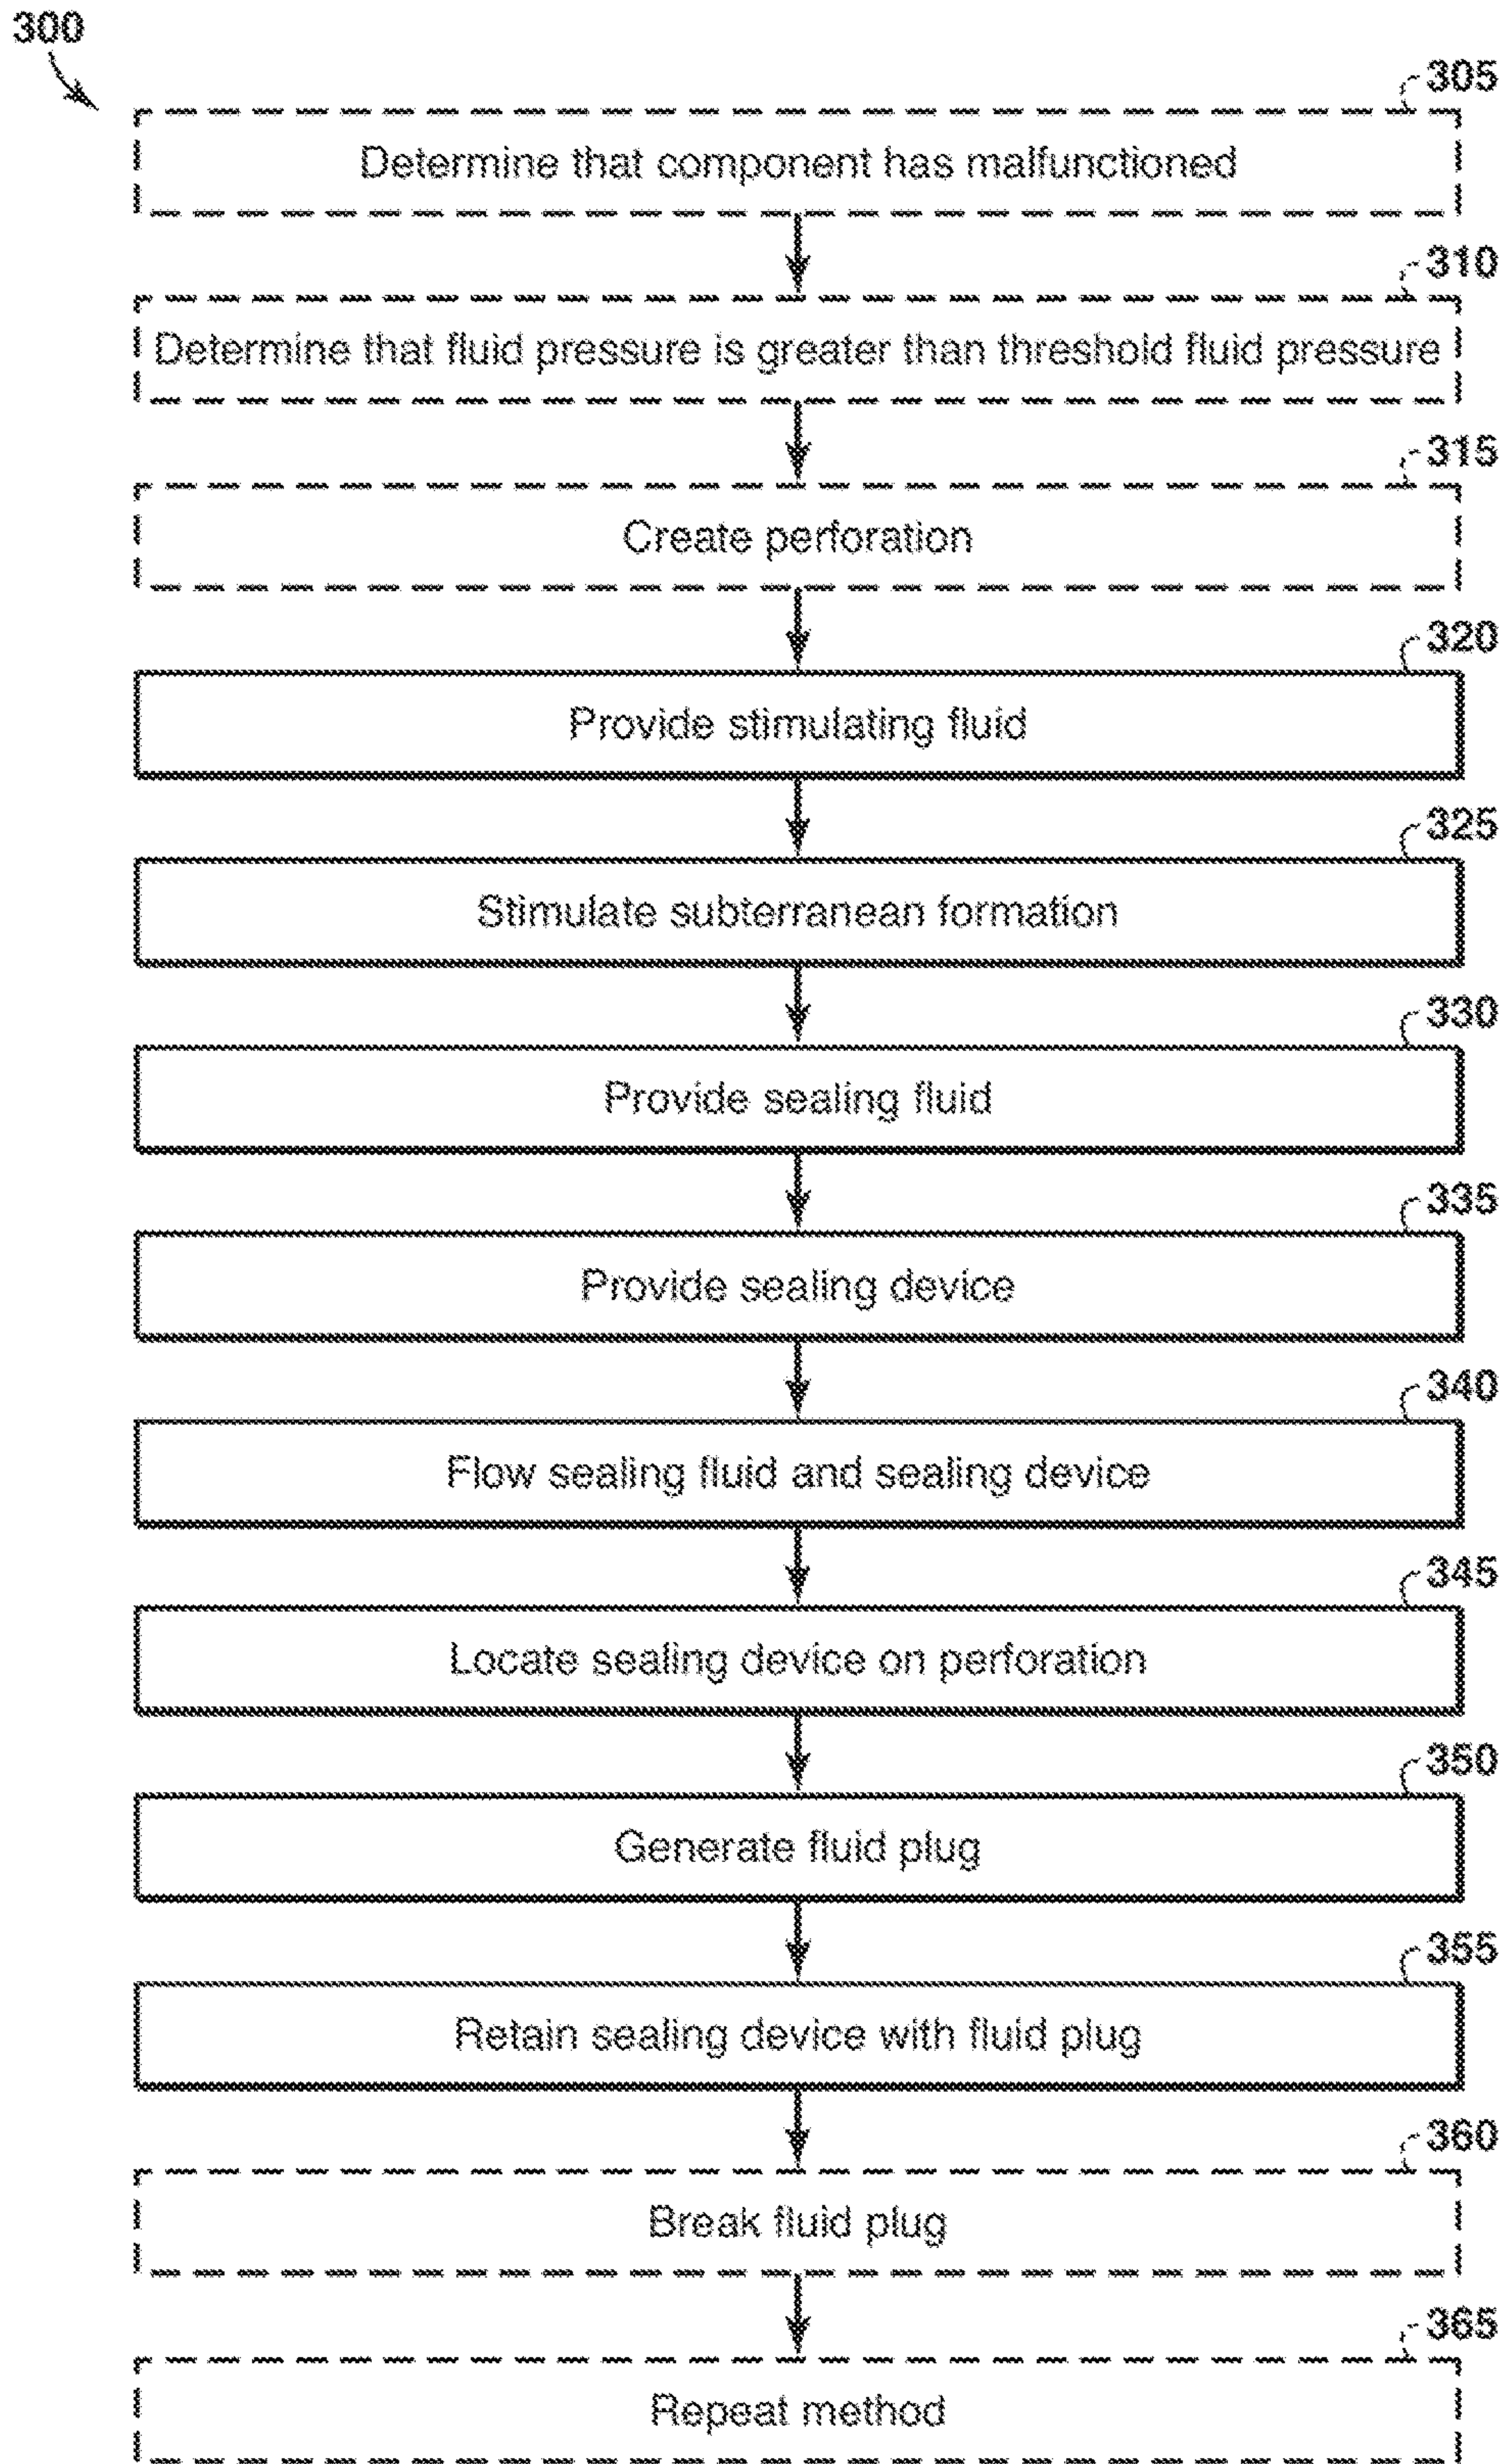 300
305
Determine that component has malfunctioned
310
Determine that fluid pressure is greater than threshold fluid pressure
315
Create perforation
320
Provide stimulating fluid
325
Stimulate subterranean formation
330
Provide sealing fluid
335
Provide sealing device
340
Flow sealing fluid and sealing device
345
Locate sealing device on perforation
350
Generate fluid plug
355
Retain sealing device with fluid plug
360
Break fluid plug
365
Repeat method